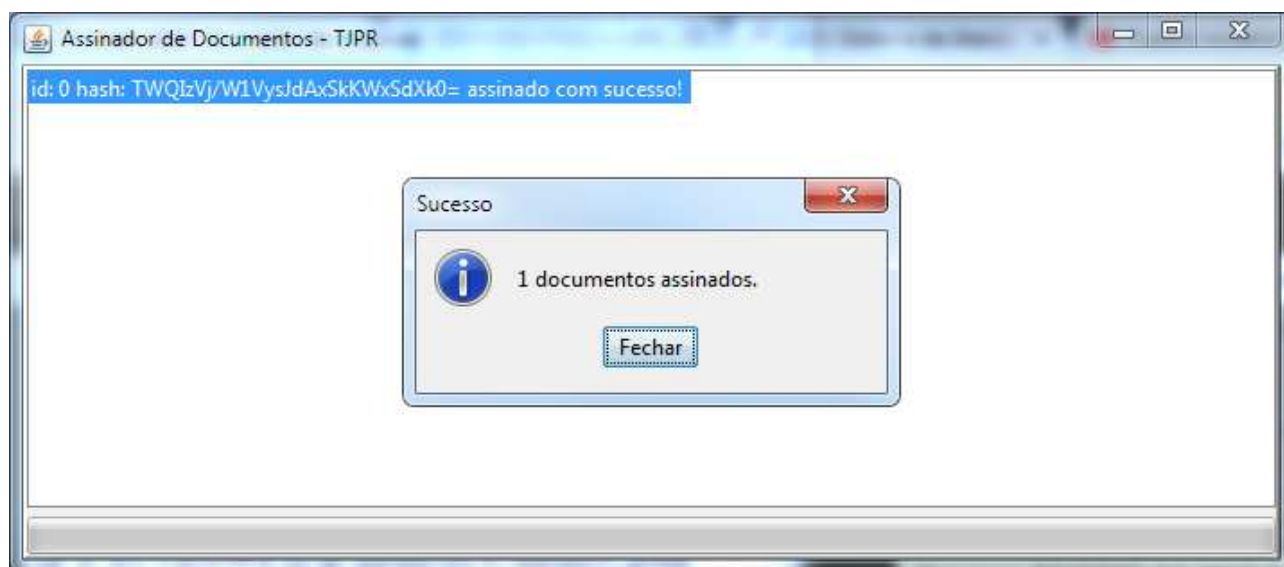 Assinador de Documentos - TJPR
id: 0 hash: TWQIzVj/W1VysJdAxSkKWxSdXk0= assinado com sucesso!
Sucesso
1 documentos assinados.
Fechar